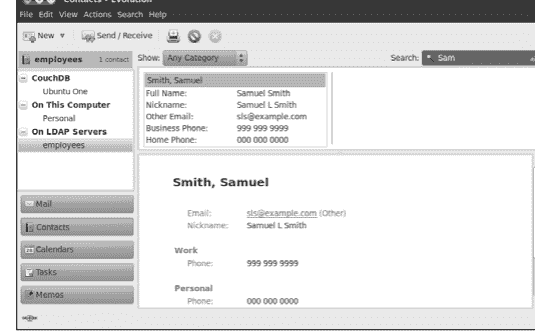 Contacts - Evolution
File Edit View Actions Search Help
New Send / Receive
employees 1 contact Show: Any Category Search: Sam
CouchDB
Ubuntu One
On This Computer
Personal
On LDAP Servers
employees
Smith, Samuel
Full Name: Samuel Smith
Nickname: Samuel L Smith
Other Email: sls@example.com
Business Phone: 999 999 9999
Home Phone: 000 000 0000
Smith, Samuel
Email: sls@example.com (Other)
Nickname: Samuel L Smith
Work
Phone: 999 999 9999
Personal
Phone: 000 000 0000
Mail
Contacts
Calendars
Tasks
Memos